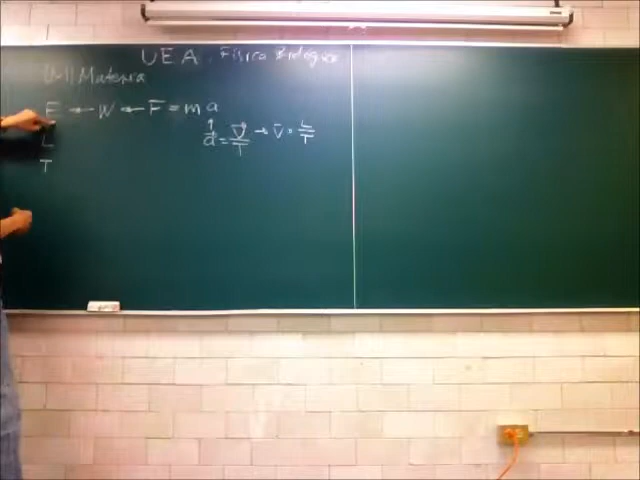 UEA. Física Biológica
(M) Materia
E ← W ← F = m a
L
T
a⃗ = V⃗/T → v̄ = L/T